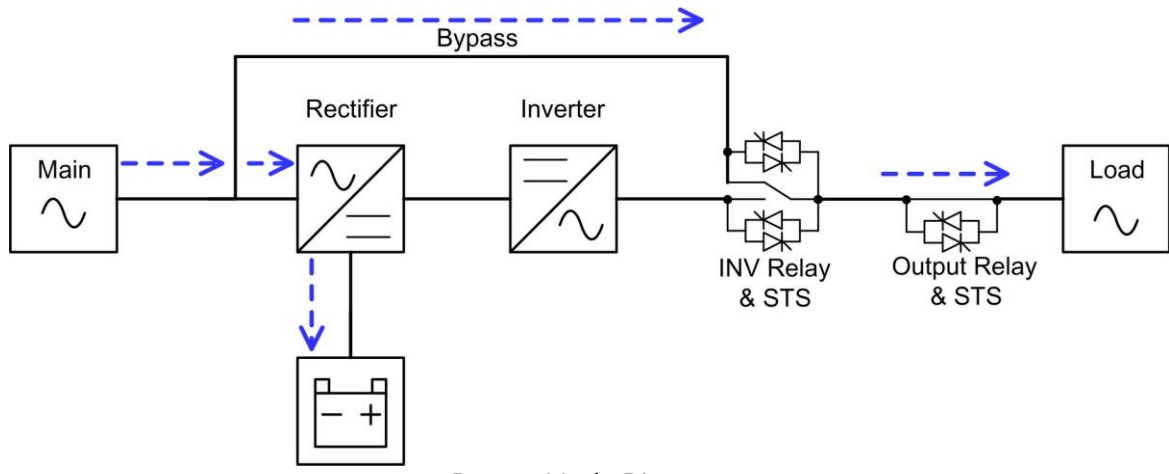 Bypass
Rectifier
Inverter
Main
Load
INV Relay
& STS
Output Relay
& STS